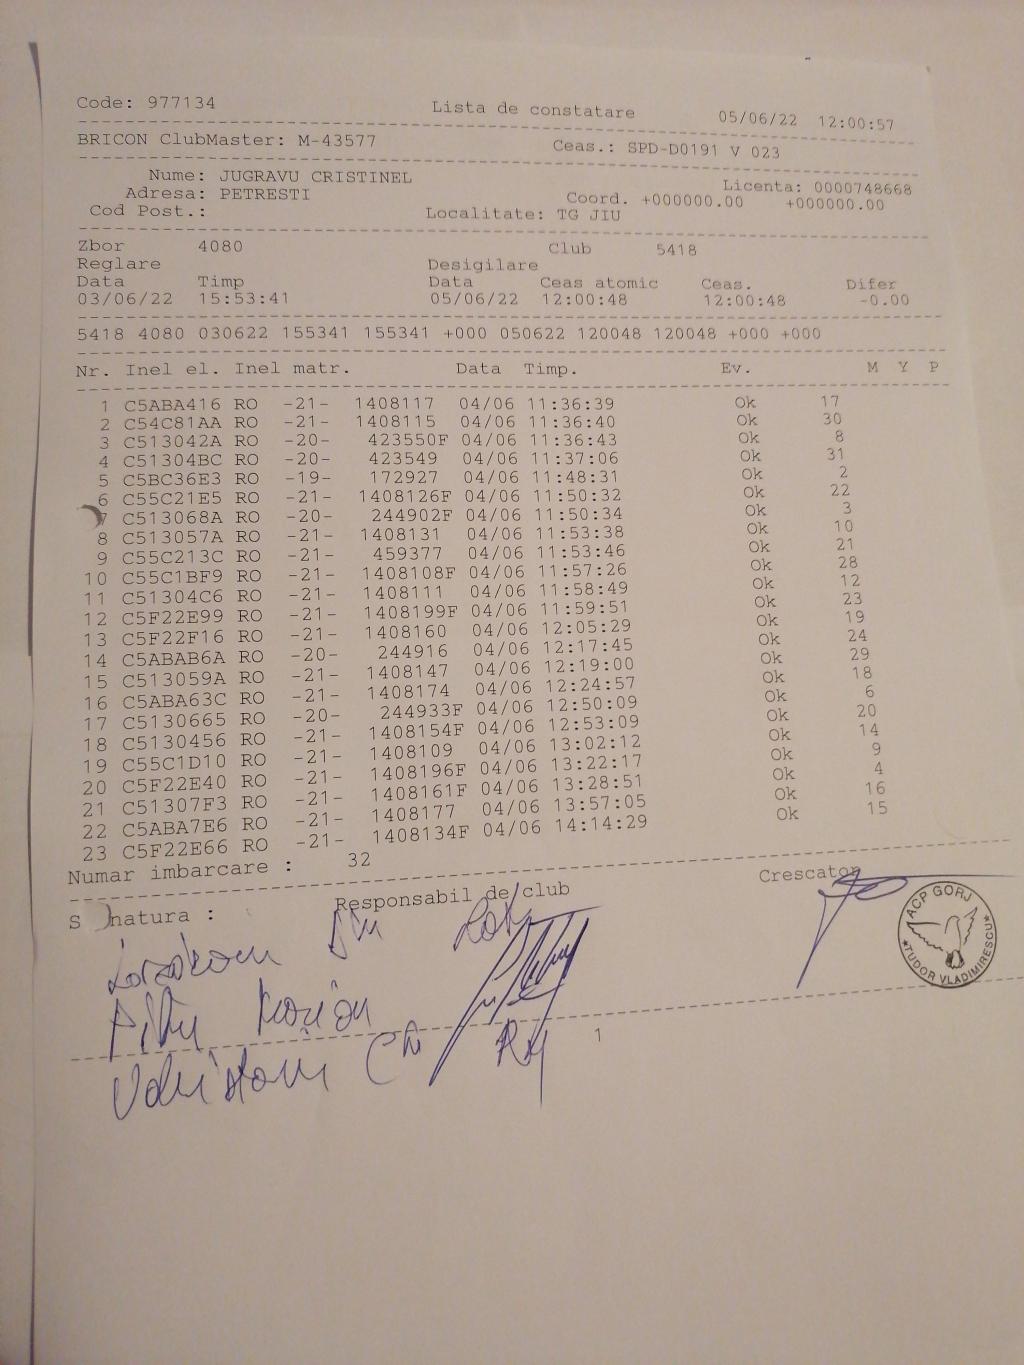 Code: 977134 Lista de constatare 05/06/22 12:00:57
BRICON ClubMaster: M-43577 Ceas.: SPD-D0191 V 023
Nume: JUGRAVU CRISTINEL Licenta: 0000748668
Adresa: PETRESTI Coord. +000000.00 +000000.00
Cod Post.: Localitate: TG JIU
Zbor 4080 Club 5418
Reglare Desigilare
Data Timp Data Ceas atomic Ceas. Difer
03/06/22 15:53:41 05/06/22 12:00:48 12:00:48 -0.00
5418 4080 030622 155341 155341 +000 050622 120048 120048 +000 +000
Nr. Inel el. Inel matr. Data Timp. Ev. M Y P
1 C5ABA416 RO -21- 1408117 04/06 11:36:39 Ok 17
2 C54C81AA RO -21- 1408115 04/06 11:36:40 Ok 30
3 C513042A RO -20- 423550F 04/06 11:36:43 Ok 8
4 C51304BC RO -20- 423549 04/06 11:37:06 Ok 31
5 C5BC36E3 RO -19- 172927 04/06 11:48:31 Ok 2
6 C55C21E5 RO -21- 1408126F 04/06 11:50:32 Ok 22
7 C513068A RO -20- 244902F 04/06 11:50:34 Ok 3
8 C513057A RO -21- 1408131 04/06 11:53:38 Ok 10
9 C55C213C RO -21- 459377 04/06 11:53:46 Ok 21
10 C55C1BF9 RO -21- 1408108F 04/06 11:57:26 Ok 28
11 C51304C6 RO -21- 1408111 04/06 11:58:49 Ok 12
12 C5F22E99 RO -21- 1408199F 04/06 11:59:51 Ok 23
13 C5F22F16 RO -21- 1408160 04/06 12:05:29 Ok 19
14 C5ABAB6A RO -20- 244916 04/06 12:17:45 Ok 24
15 C513059A RO -21- 1408147 04/06 12:19:00 Ok 29
16 C5ABA63C RO -21- 1408174 04/06 12:24:57 Ok 18
17 C5130665 RO -20- 244933F 04/06 12:50:09 Ok 6
18 C5130456 RO -21- 1408154F 04/06 12:53:09 Ok 20
19 C55C1D10 RO -21- 1408109 04/06 13:02:12 Ok 14
20 C5F22E40 RO -21- 1408196F 04/06 13:22:17 Ok 9
21 C51307F3 RO -21- 1408161F 04/06 13:28:51 Ok 4
22 C5ABA7E6 RO -21- 1408177 04/06 13:57:05 Ok 16
23 C5F22E66 RO -21- 1408134F 04/06 14:14:29 Ok 15
Numar imbarcare : 32
S natura : Responsabil de club Crescator
ACP GORJ
*TUDOR VLADIMIRESCU*
1